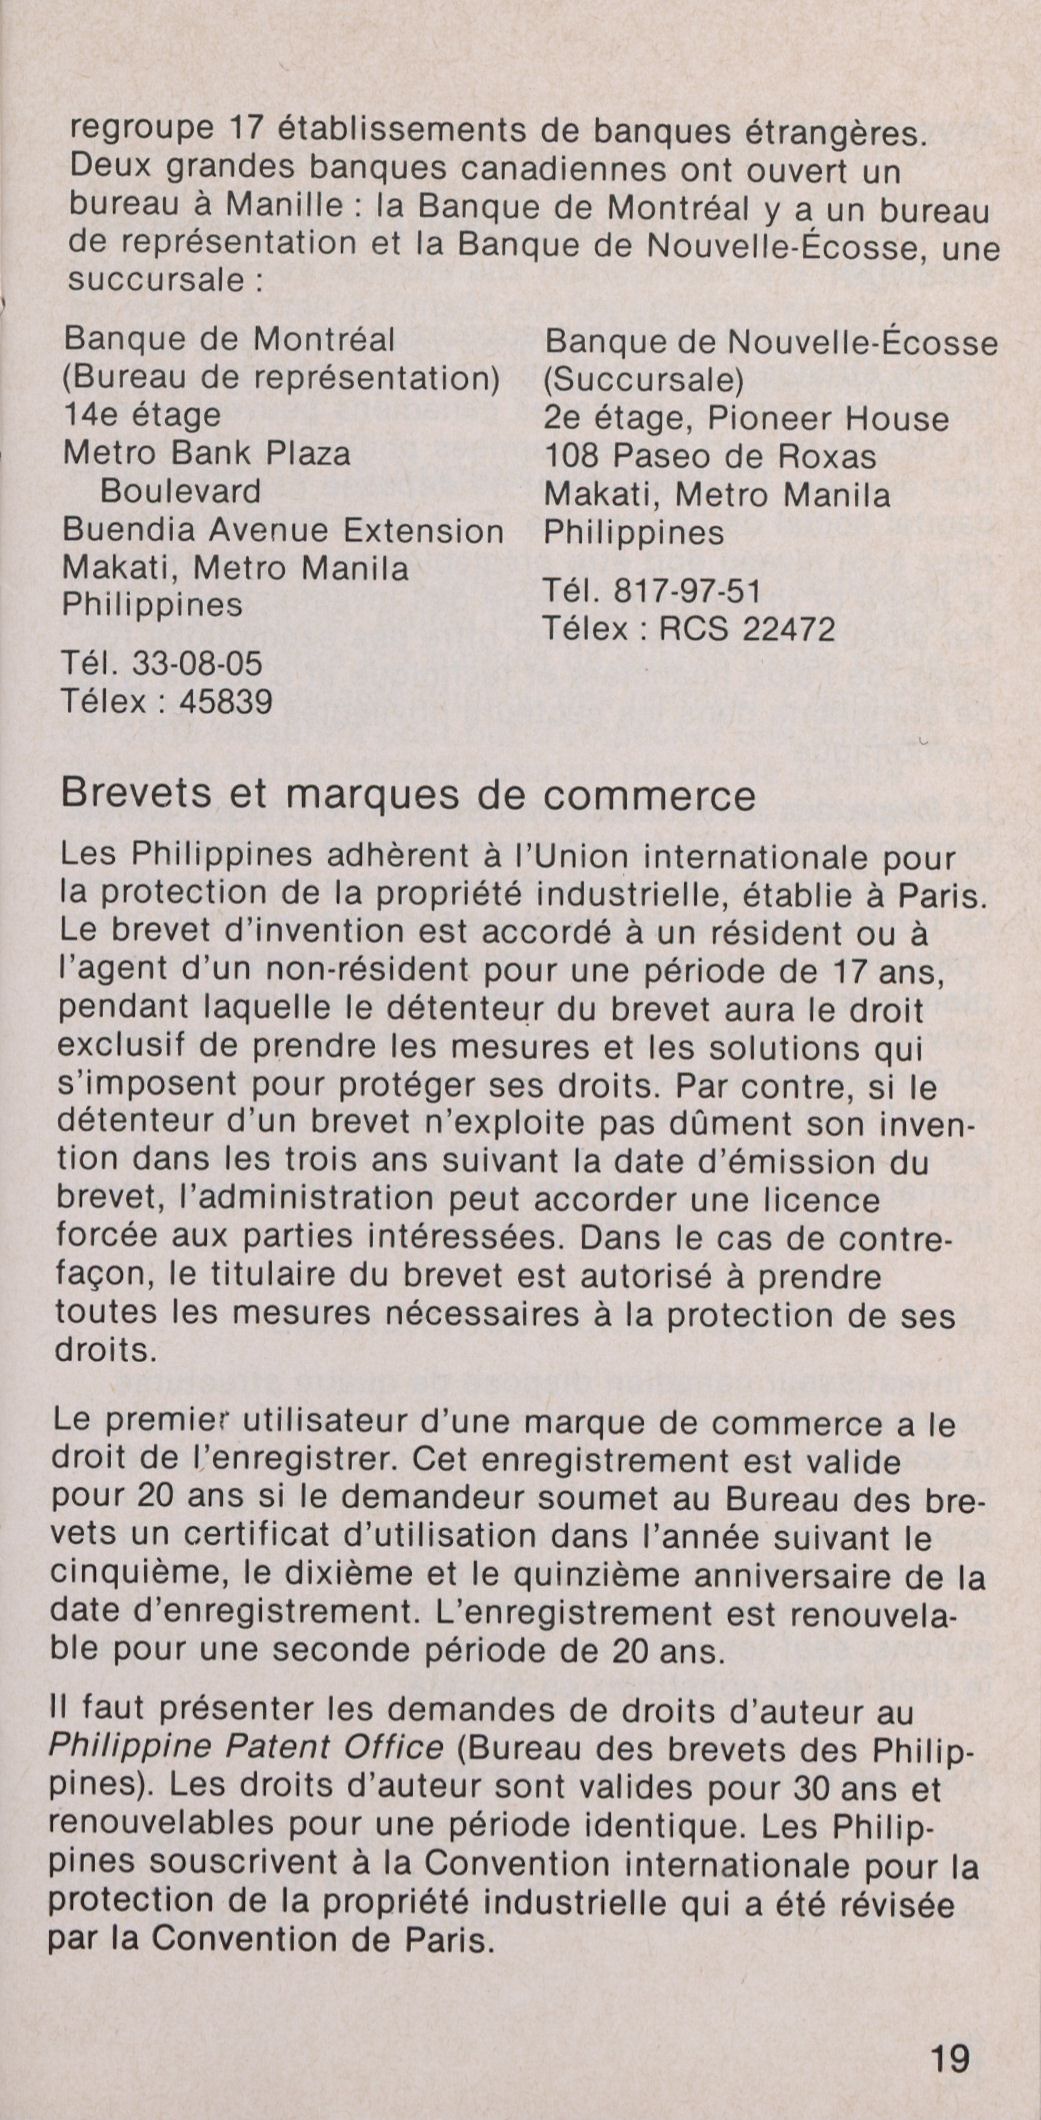 regroupe 17 établissements de banques étrangères.
Deux grandes banques canadiennes ont ouvert un
bureau à Manille : la Banque de Montréal y a un bureau
de représentation et la Banque de Nouvelle-Écosse, une
succursale :
Banque de Montréal
(Bureau de représentation)
14e étage
Metro Bank Plaza
Boulevard
Buendia Avenue Extension
Makati, Metro Manila
Philippines
Tél. 33-08-05
Télex : 45839
Banque de Nouvelle-Écosse
(Succursale)
2e étage, Pioneer House
108 Paseo de Roxas
Makati, Metro Manila
Philippines
Tél. 817-97-51
Télex : RCS 22472
Brevets et marques de commerce
Les Philippines adhèrent à l'Union internationale pour
la protection de la propriété industrielle, établie à Paris.
Le brevet d'invention est accordé à un résident ou à
l'agent d'un non-résident pour une période de 17 ans,
pendant laquelle le détenteur du brevet aura le droit
exclusif de prendre les mesures et les solutions qui
s'imposent pour protéger ses droits. Par contre, si le
détenteur d'un brevet n'exploite pas dûment son inven-
tion dans les trois ans suivant la date d'émission du
brevet, l'administration peut accorder une licence
forcée aux parties intéressées. Dans le cas de contre-
façon, le titulaire du brevet est autorisé à prendre
toutes les mesures nécessaires à la protection de ses
droits.
Le premier utilisateur d'une marque de commerce a le
droit de l'enregistrer. Cet enregistrement est valide
pour 20 ans si le demandeur soumet au Bureau des bre-
vets un certificat d'utilisation dans l'année suivant le
cinquième, le dixième et le quinzième anniversaire de la
date d'enregistrement. L'enregistrement est renouvela-
ble pour une seconde période de 20 ans.
Il faut présenter les demandes de droits d'auteur au
Philippine Patent Office (Bureau des brevets des Philip-
pines). Les droits d'auteur sont valides pour 30 ans et
renouvelables pour une période identique. Les Philip-
pines souscrivent à la Convention internationale pour la
protection de la propriété industrielle qui a été révisée
par la Convention de Paris.
19